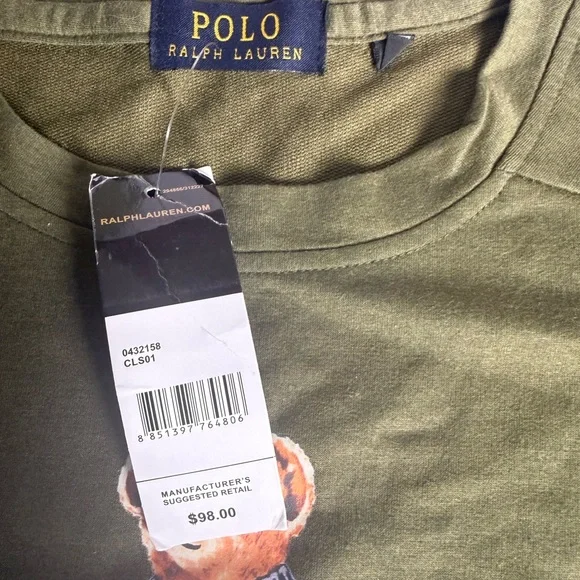 POLO
RALPH LAUREN
RALPHLAUREN.COM
0432158
CLS01
8 851397 764806
MANUFACTURER'S
SUGGESTED RETAIL
$98.00